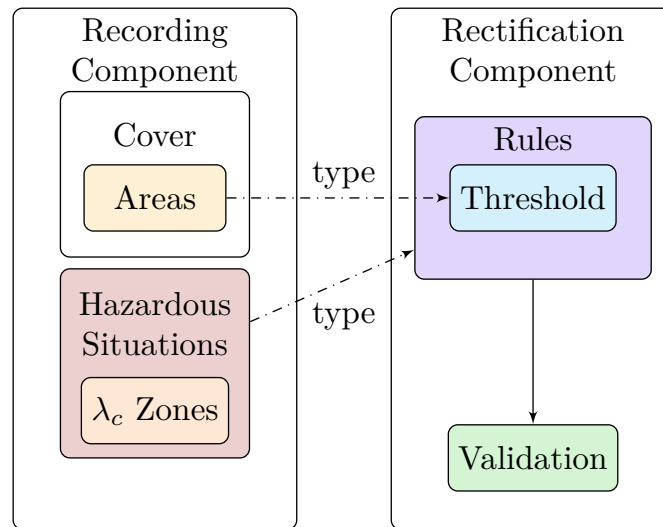 Recording
Component
Cover
Areas
Hazardous
Situations
λ_c Zones
type
type
Rectification
Component
Rules
Threshold
Validation